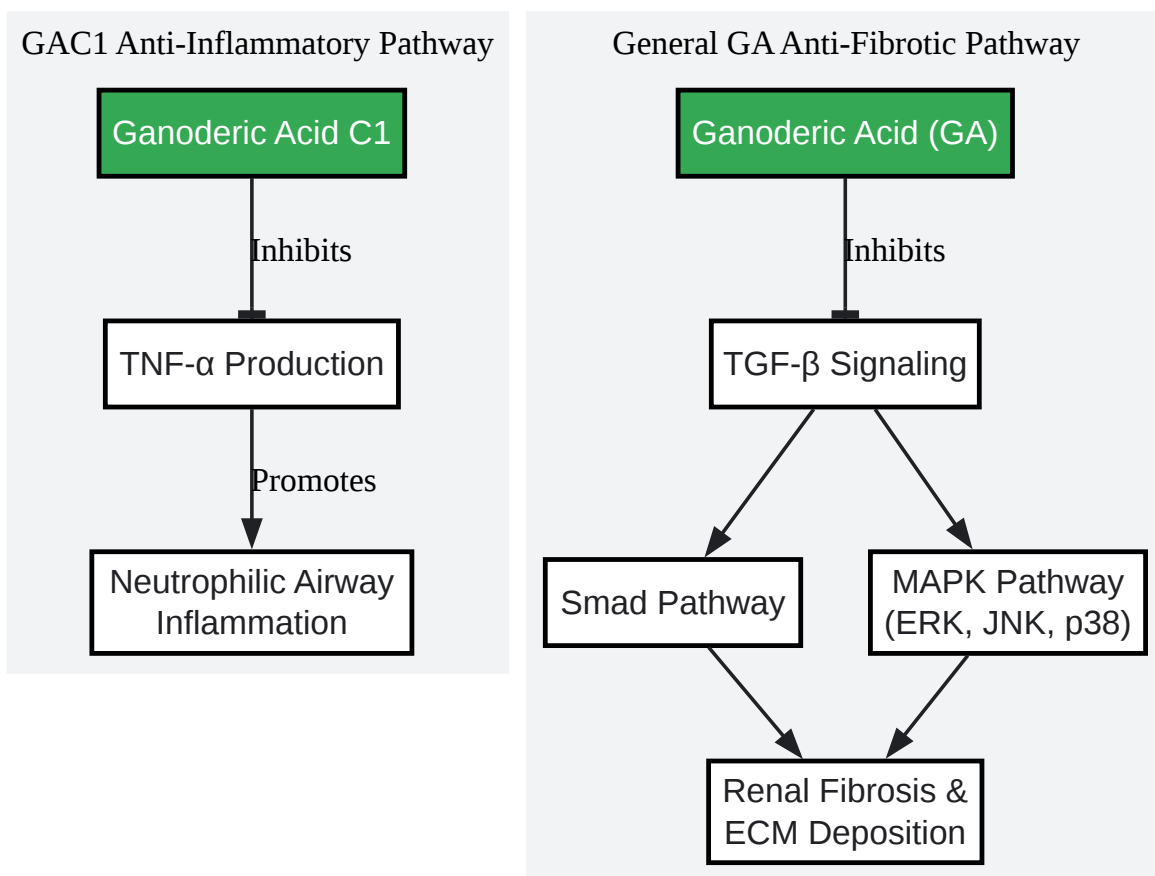 GAC1 Anti-Inflammatory Pathway
Ganoderic Acid C1
Inhibits
TNF-α Production
Promotes
Neutrophilic Airway
Inflammation
General GA Anti-Fibrotic Pathway
Ganoderic Acid (GA)
Inhibits
TGF-β Signaling
Smad Pathway
MAPK Pathway
(ERK, JNK, p38)
Renal Fibrosis &
ECM Deposition